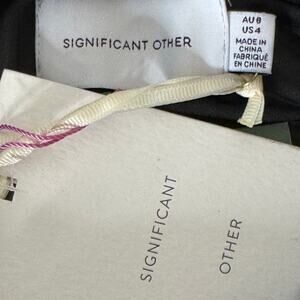 SIGNIFICANT OTHER
AU 8
US 4
MADE IN
CHINA
FABRIQUÉ
EN CHINE
SIGNIFICANT
OTHER